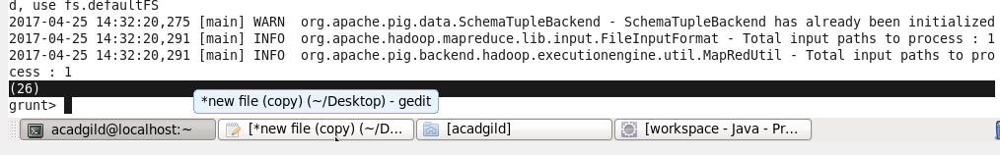 d, use fs.defaultFS
2017-04-25 14:32:20,275 [main] WARN  org.apache.pig.data.SchemaTupleBackend - SchemaTupleBackend has already been initialized
2017-04-25 14:32:20,291 [main] INFO  org.apache.hadoop.mapreduce.lib.input.FileInputFormat - Total input paths to process : 1
2017-04-25 14:32:20,291 [main] INFO  org.apache.pig.backend.hadoop.executionengine.util.MapRedUtil - Total input paths to pro
cess : 1
(26)
*new file (copy) (~/Desktop) - gedit
grunt>
acadgild@localhost:~ [*new file (copy) (~/D... [acadgild] [workspace - Java - Pr...